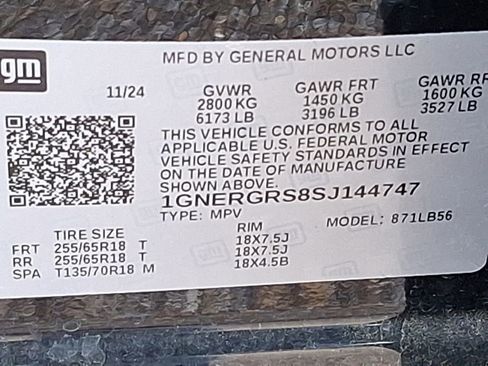 gm
MFD BY GENERAL MOTORS LLC
11/24 GVWR GAWR FRT GAWR RR
2800 KG 1450 KG 1600 KG
6173 LB 3196 LB 3527 LB
THIS VEHICLE CONFORMS TO ALL
APPLICABLE U.S. FEDERAL MOTOR
VEHICLE SAFETY STANDARDS IN EFFECT
ON THE DATE OF MANUFACTURE
SHOWN ABOVE.
1GNERGRS8SJ144747
TYPE: MPV MODEL: 871LB56
TIRE SIZE RIM
FRT 255/65R18 T 18X7.5J
RR 255/65R18 T 18X7.5J
SPA T135/70R18 M 18X4.5B